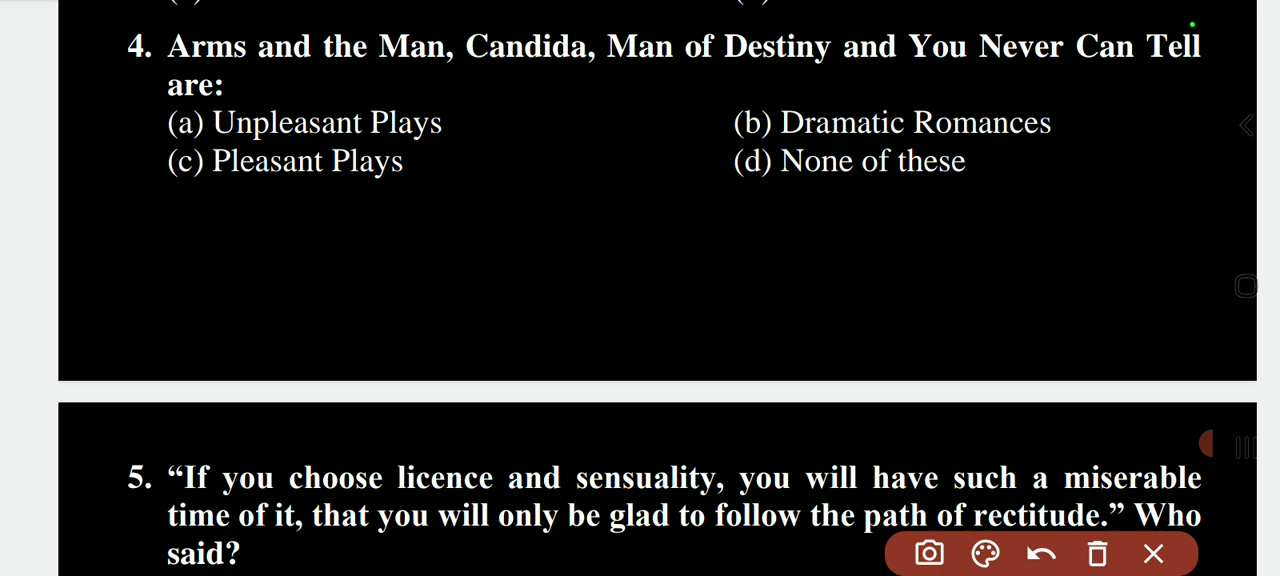 4. Arms and the Man, Candida, Man of Destiny and You Never Can Tell
are:
(a) Unpleasant Plays (b) Dramatic Romances
(c) Pleasant Plays (d) None of these
5. “If you choose licence and sensuality, you will have such a miserable
time of it, that you will only be glad to follow the path of rectitude.” Who
said?